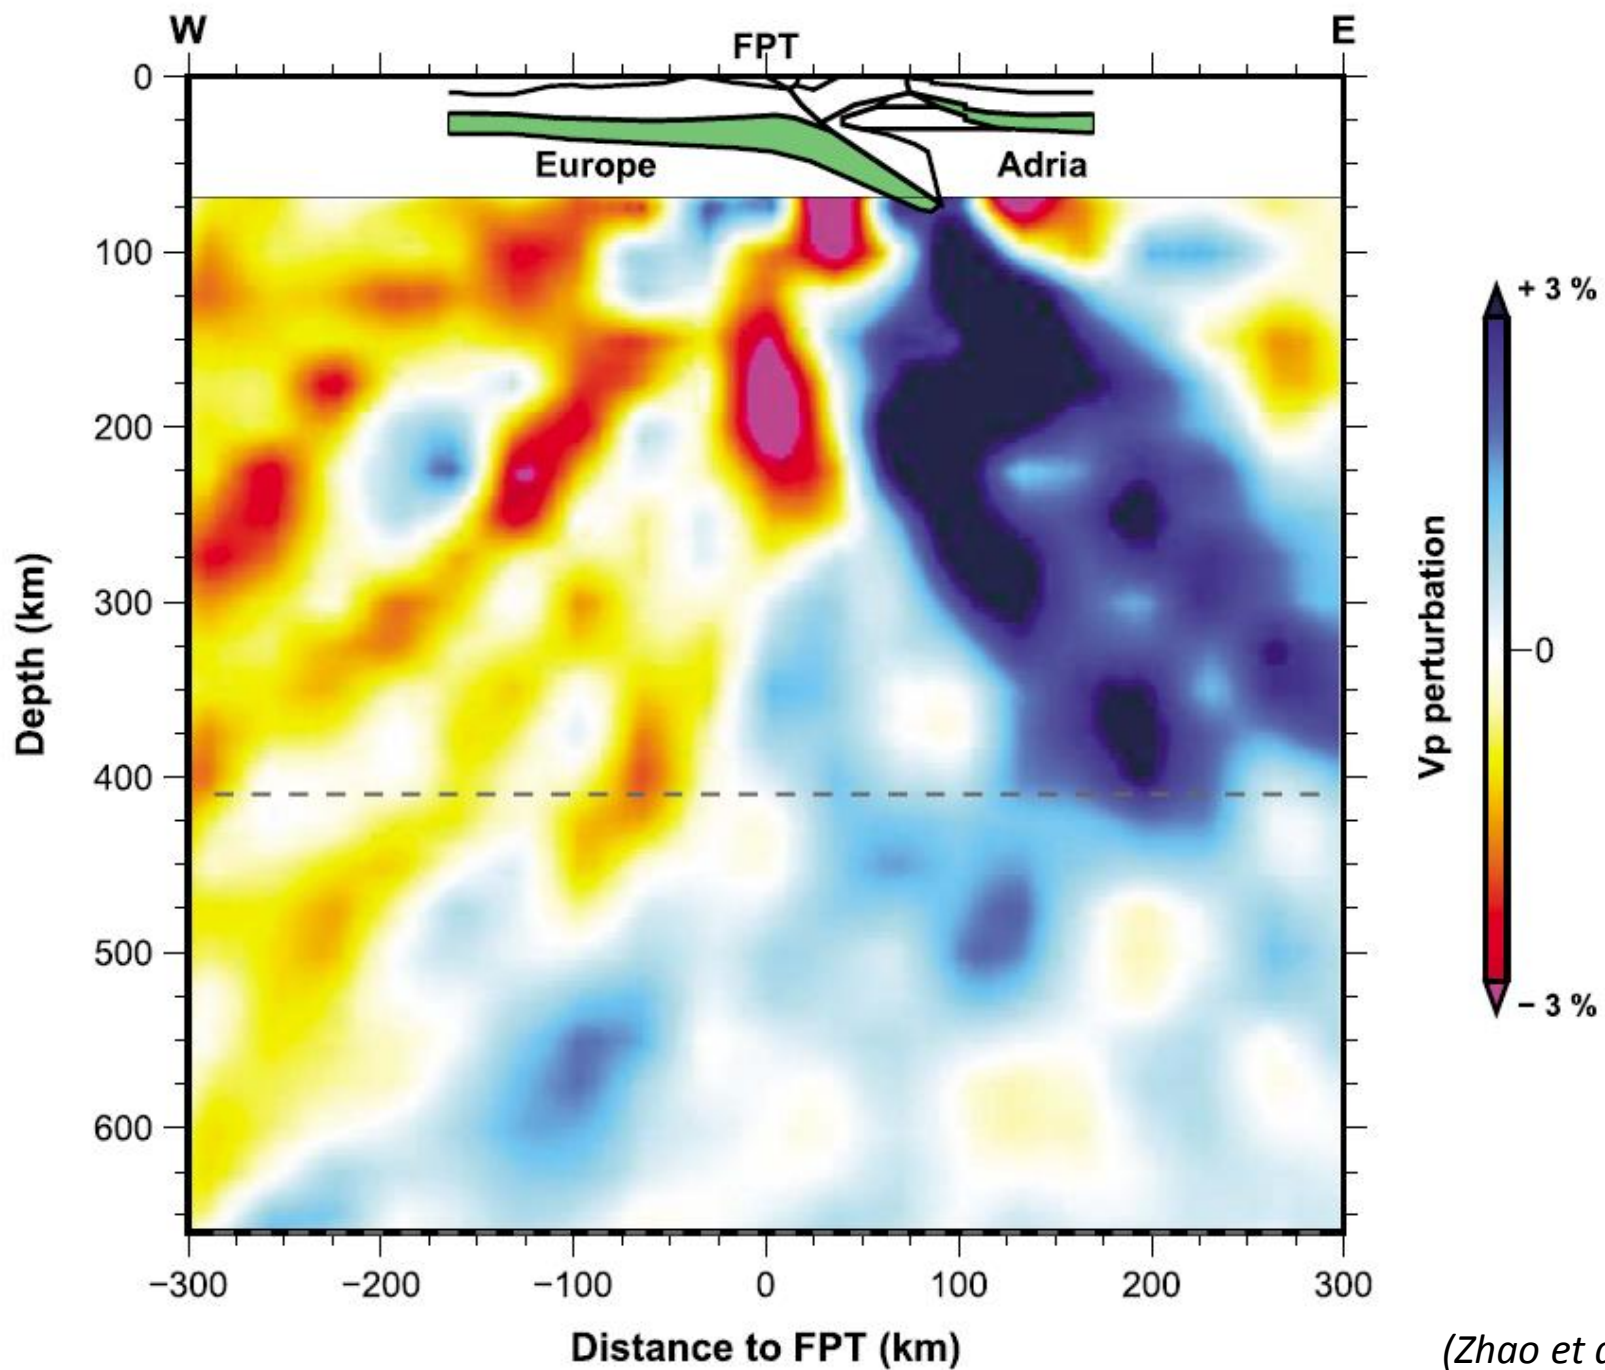 W
E
FPT
0
100
200
300
400
500
600
Europe
Adria
Depth (km)
+ 3 %
0
− 3 %
Vp perturbation
−300
−200
−100
0
100
200
300
Distance to FPT (km)
(Zhao et a